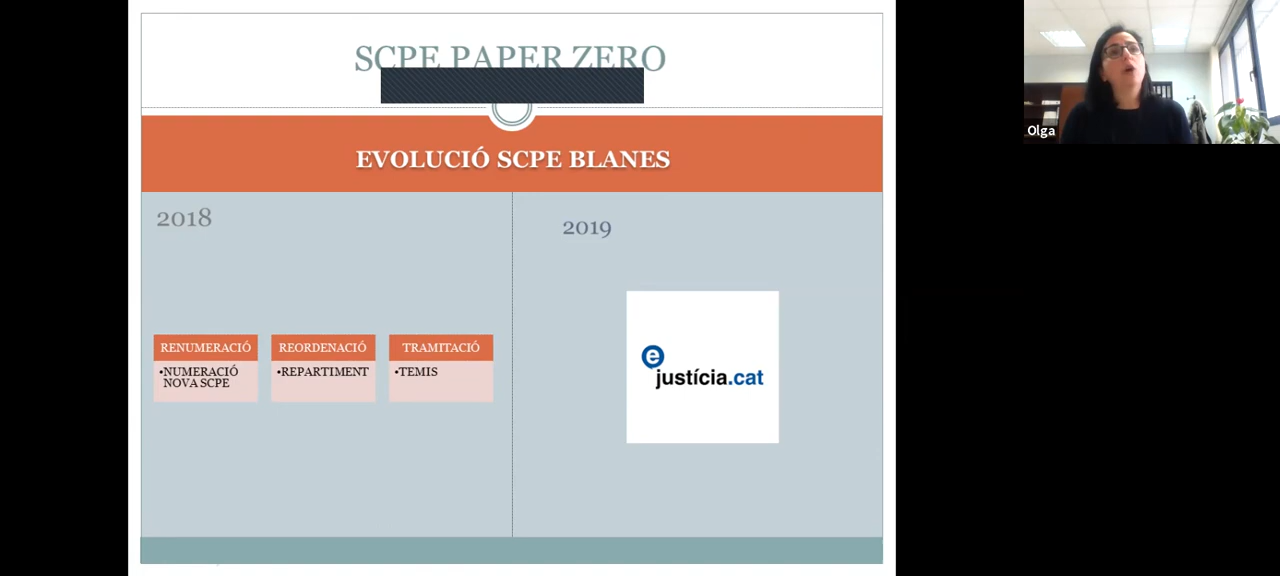 SCPE PAPER ZERO
EVOLUCIÓ SCPE BLANES
2018
2019
RENUMERACIÓ
•NUMERACIÓ
NOVA SCPE
REORDENACIÓ
•REPARTIMENT
TRAMITACIÓ
•TEMIS
e
justícia.cat
Olga